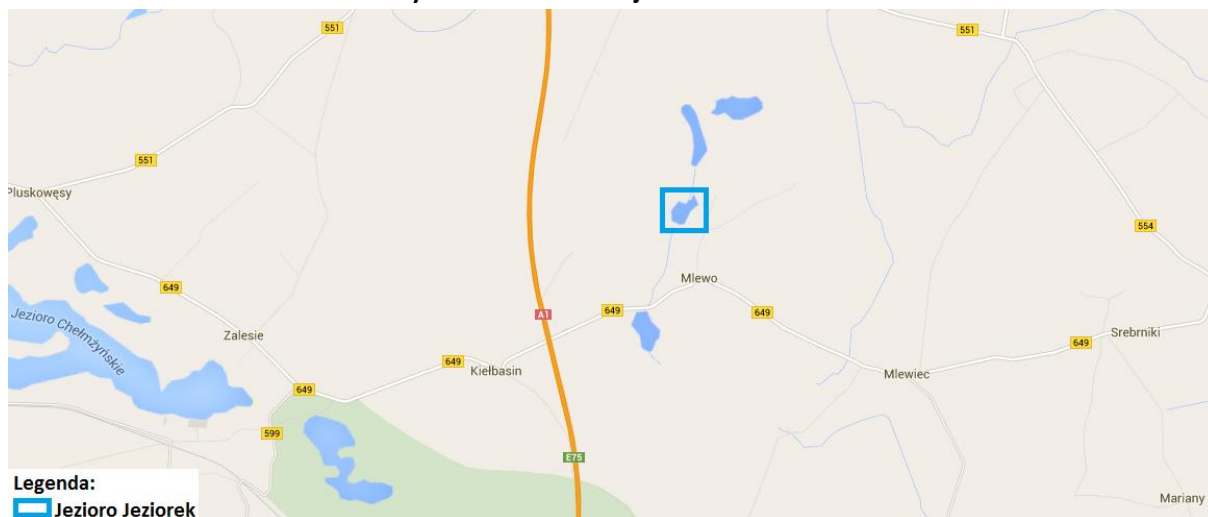 551
551
551
Pluskowęsy
554
649
Mlewo
Jezioro Chełmżyńskie
649
A1
649
Zalesie
Srebrniki
649
649
Kiełbasin
Mlewiec
649
599
E75
Legenda:
Mariany
Jezioro Jeziorek